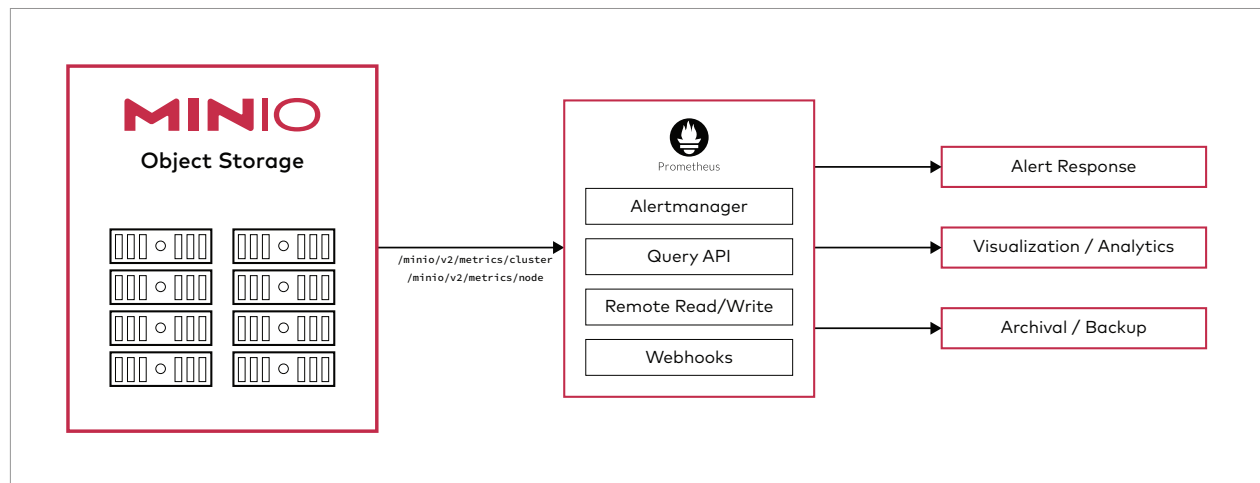 MINIO
Object Storage
/minio/v2/metrics/cluster
/minio/v2/metrics/node
Prometheus
Alertmanager
Query API
Remote Read/Write
Webhooks
Alert Response
Visualization / Analytics
Archival / Backup